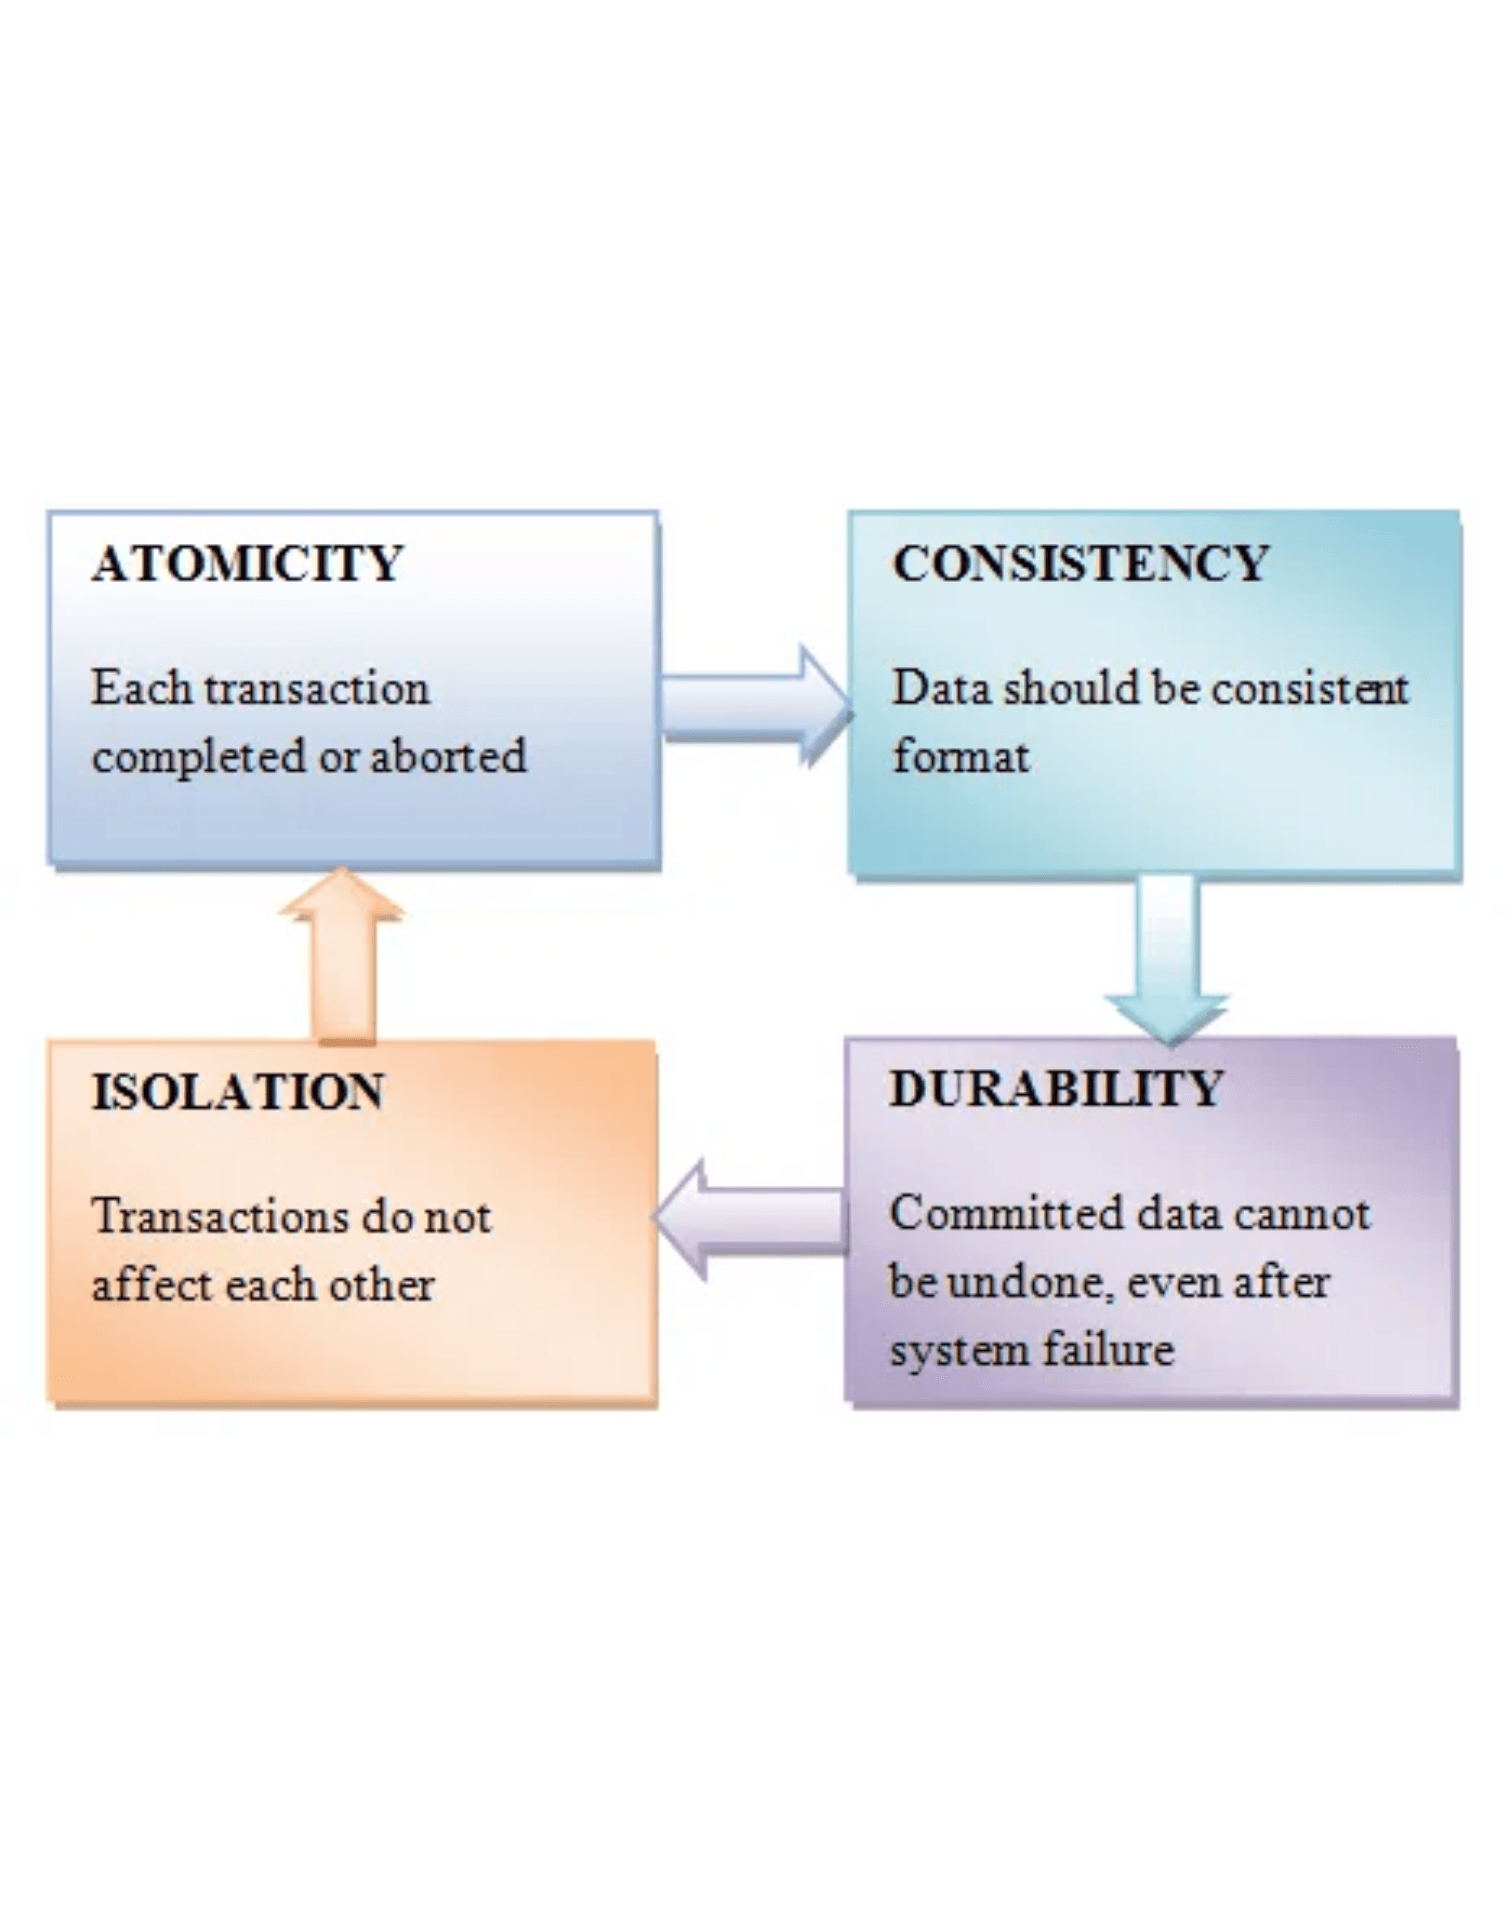 ATOMICITY
Each transaction
completed or aborted
CONSISTENCY
Data should be consistent
format
ISOLATION
Transactions do not
affect each other
DURABILITY
Committed data cannot
be undone, even after
system failure